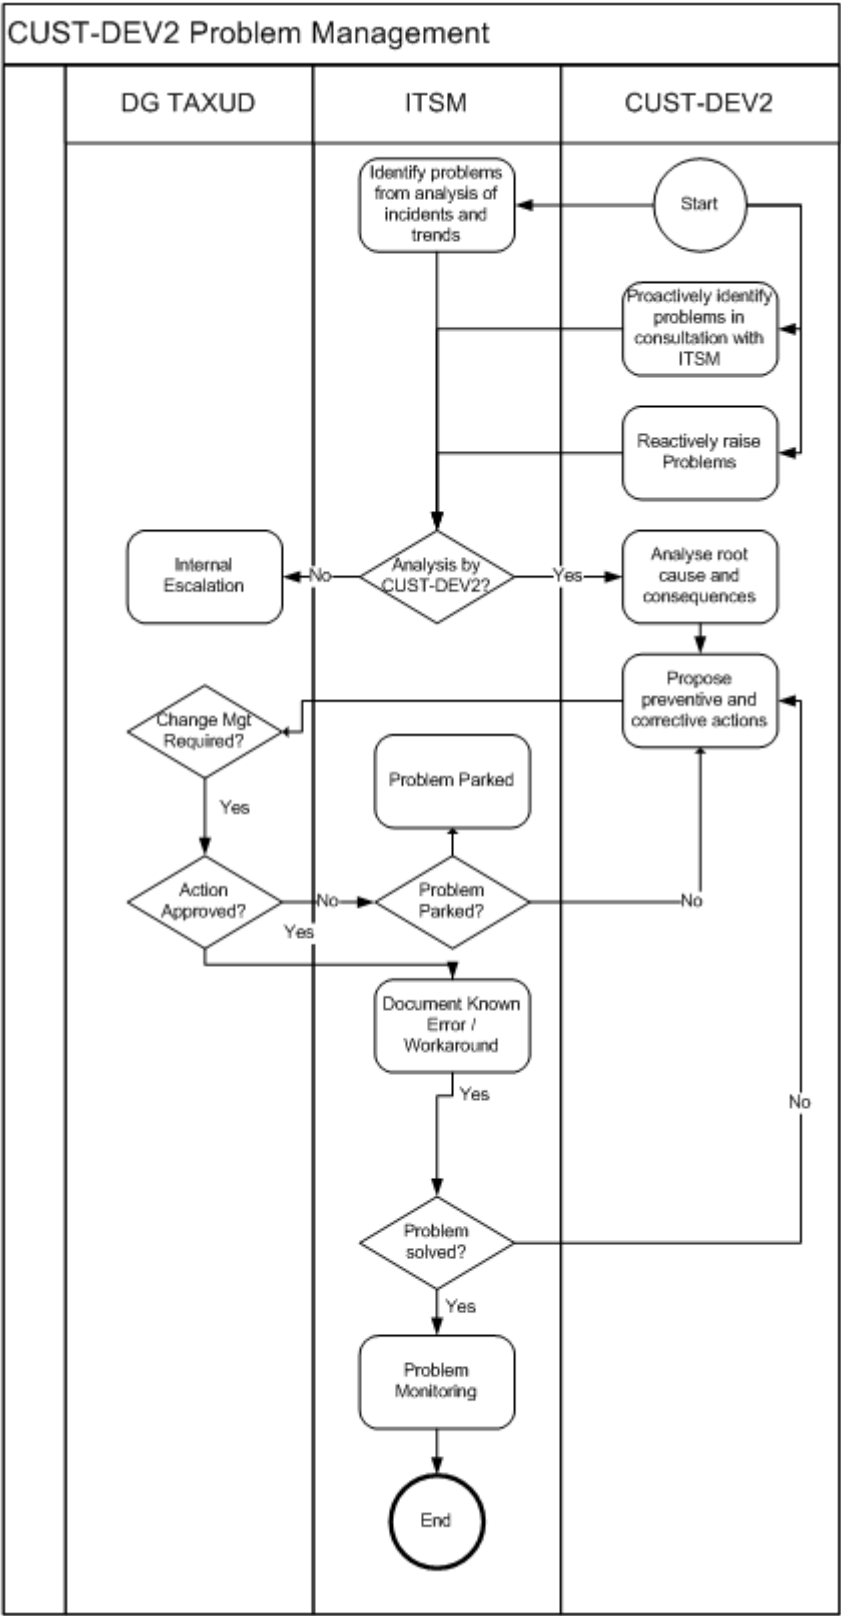 CUST-DEV2 Problem Management
DG TAXUD
ITSM
CUST-DEV2
Identify problems
from analysis of
incidents and
trends
Start
Proactively identify
problems in
consultation with
ITSM
Reactively raise
Problems
Internal
Escalation
No
Analysis by
CUST-DEV2?
Yes
Analyse root
cause and
consequences
Propose
preventive and
corrective actions
Change Mgt
Required?
Yes
Problem Parked
Action
Approved?
No
Problem
Parked?
No
Yes
Document Known
Error /
Workaround
Yes
No
Problem
solved?
Yes
Problem
Monitoring
End